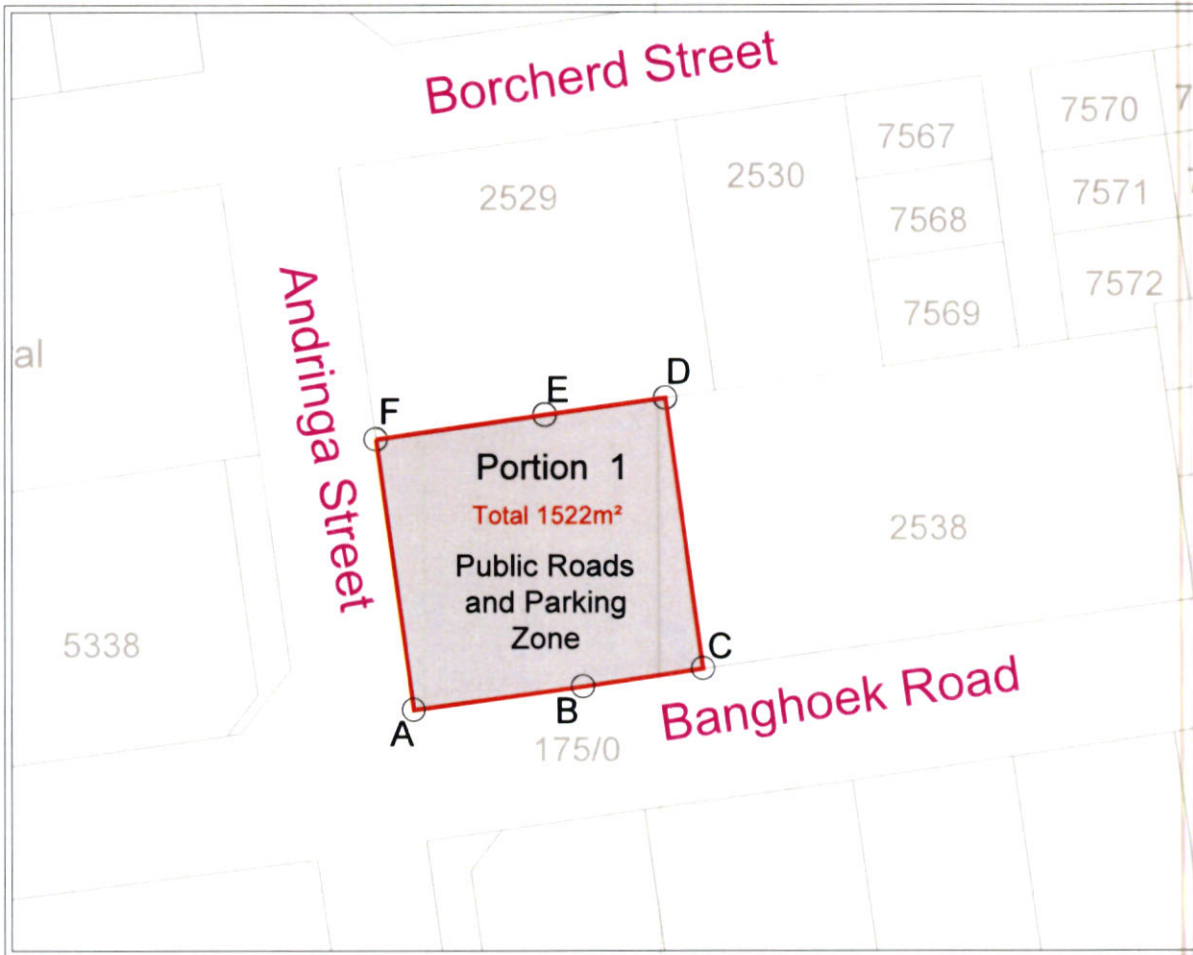 Borcherd Street
7570
7567
2530
2529
7571
7568
7572
7569
Andringa Street
al
D
E
F
Portion 1
Total 1522m²
2538
Public Roads
and Parking
Zone
5338
C
B
A
Banghoek Road
175/0